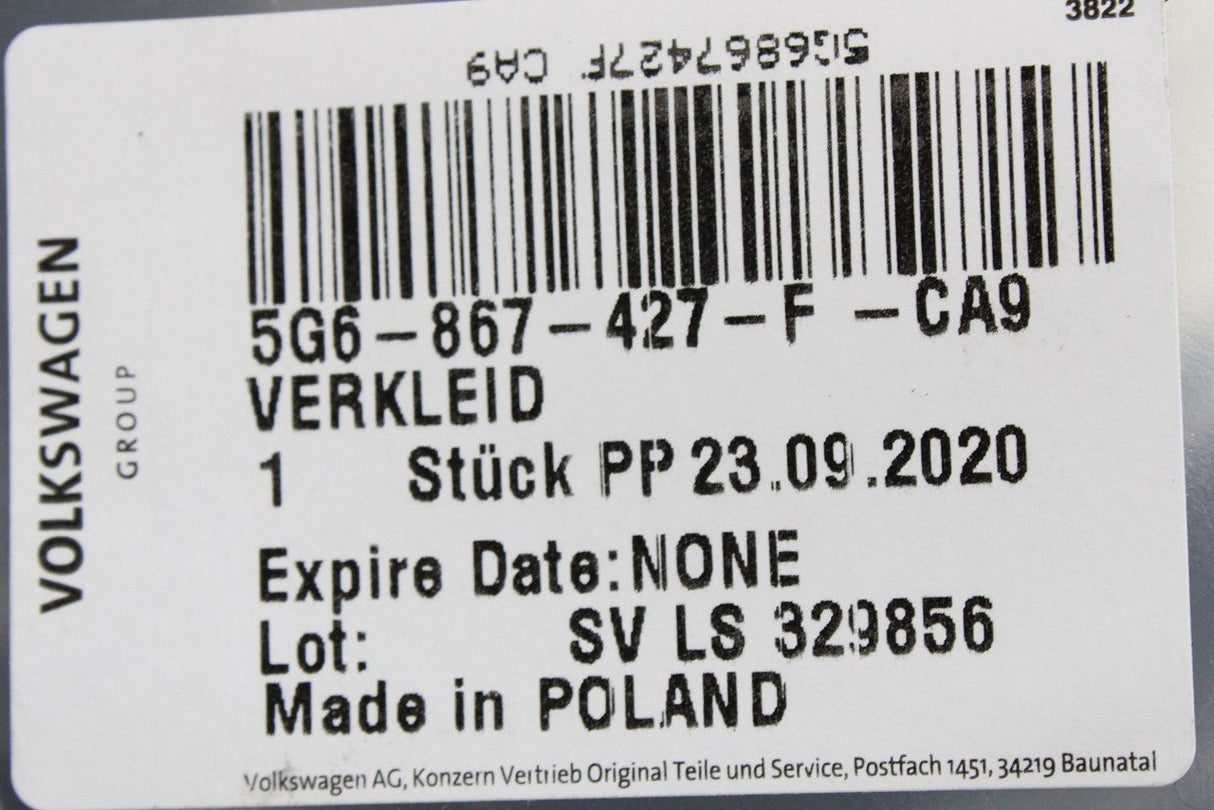 3822
5G6867427F CA9
5G6-867-427-F -CA9
VERKLEID
1 Stück PP 23.09.2020
Expire Date:NONE
Lot: SV LS 329856
Made in POLAND
Volkswagen AG, Konzern Vertrieb Original Teile und Service, Postfach 1451, 34219 Baunatal
VOLKSWAGEN
GROUP